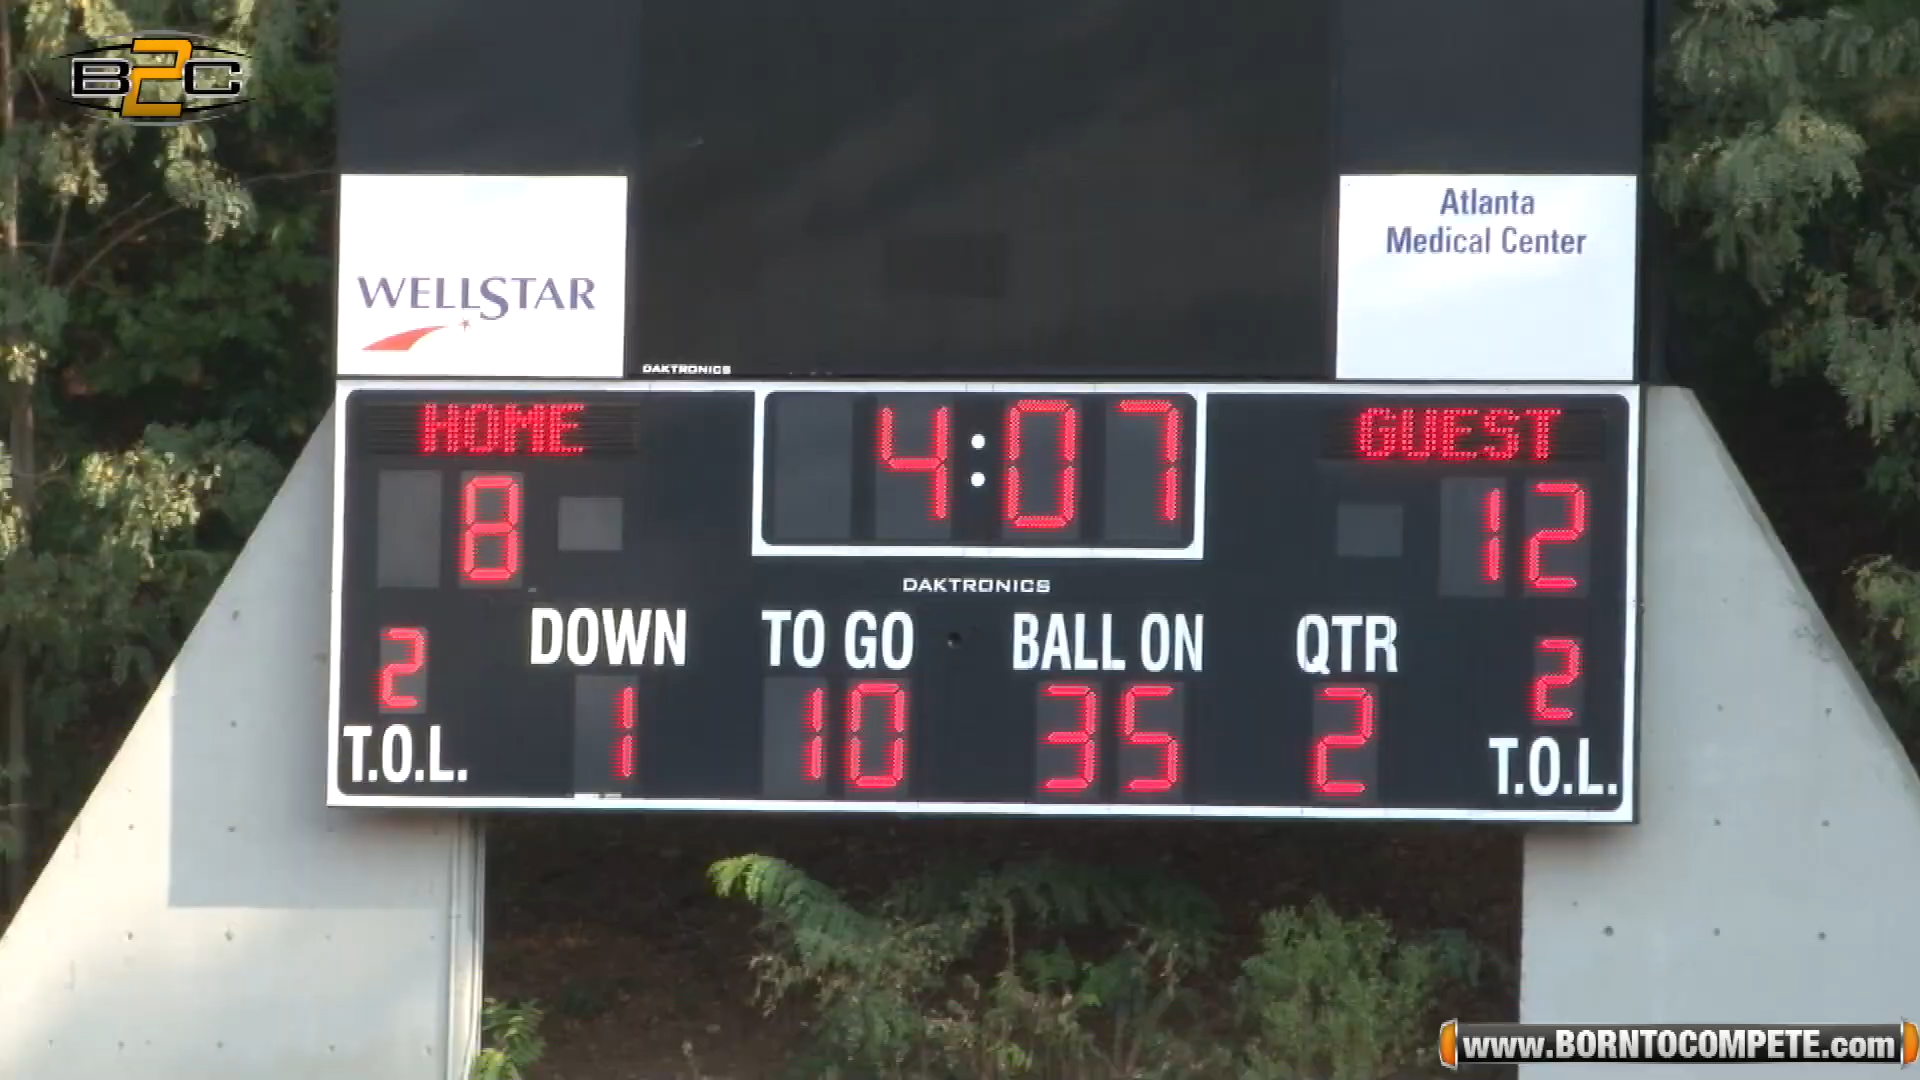 B2C
WELLSTAR
Atlanta
Medical Center
DAKTRONICS
HOME 4:07 GUEST
8 12
DAKTRONICS
DOWN TO GO BALL ON QTR
2 1 10 35 2 2
T.O.L. T.O.L.
www.BORNTOCOMPETE.com